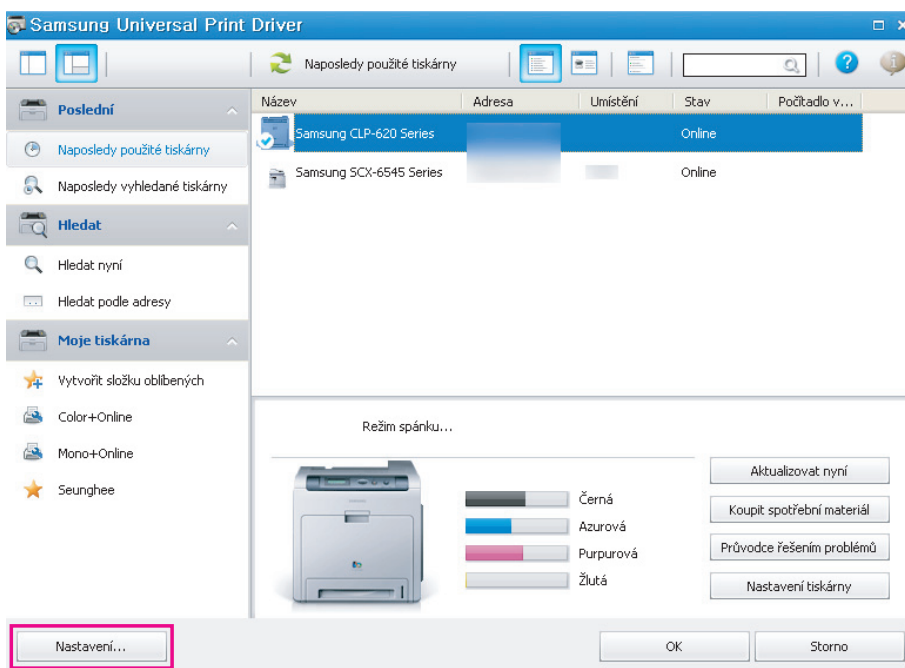 Samsung Universal Print Driver
Naposledy použité tiskárny
Poslední
Naposledy použité tiskárny
Naposledy vyhledané tiskárny
Hledat
Hledat nyní
Hledat podle adresy
Moje tiskárna
Vytvořit složku oblíbených
Color+Online
Mono+Online
Seunghee
Název Adresa Umístění Stav Počítadlo v...
Samsung CLP-620 Series Online
Samsung SCX-6545 Series Online
Režim spánku...
Černá
Azurová
Purpurová
Žlutá
Aktualizovat nyní
Koupit spotřební materiál
Průvodce řešením problémů
Nastavení tiskárny
Nastavení...
OK
Storno